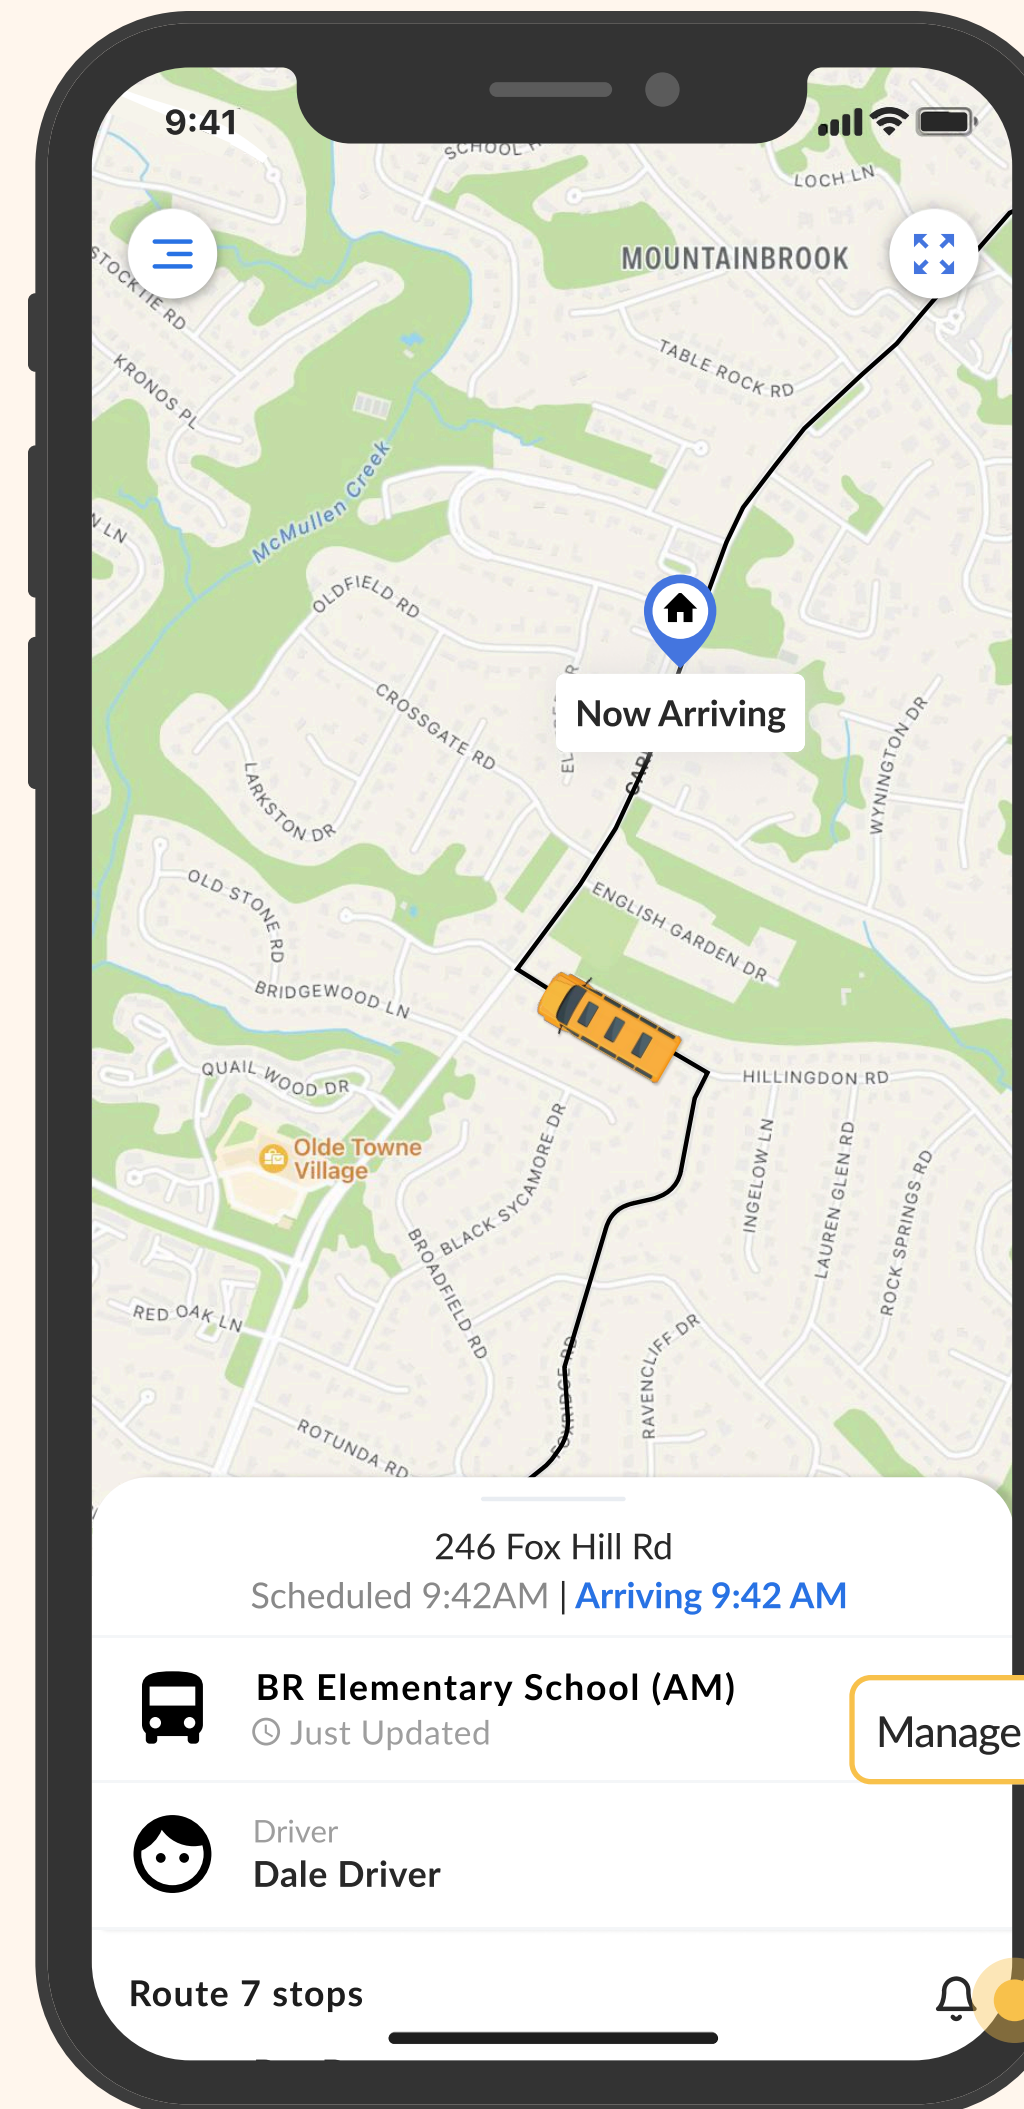 9:41
SCHOOL
LOCH LN
MOUNTAINBROOK
STOCKTIE RD
TABLE ROCK RD
KRONOS PL
McMullen Creek
N LN
OLDFIELD RD
Now Arriving
CROSSGATE RD
WYNINGTON DR
LARKSTON DR
OLD STONE RD
ENGLISH GARDEN DR
BRIDGEWOOD LN
QUAIL WOOD DR
HILLINGDON RD
Olde Towne
Village
BLACK SYCAMORE DR
INGELOW LN
LAUREN GLEN RD
ROCK SPRINGS RD
BROADFIELD RD
RED OAK LN
RAVENCLIFF DR
FOXRIDGE RD
ROTUNDA RD
246 Fox Hill Rd
Scheduled 9:42AM | Arriving 9:42 AM
BR Elementary School (AM)
Just Updated
Manage
Driver
Dale Driver
Route 7 stops